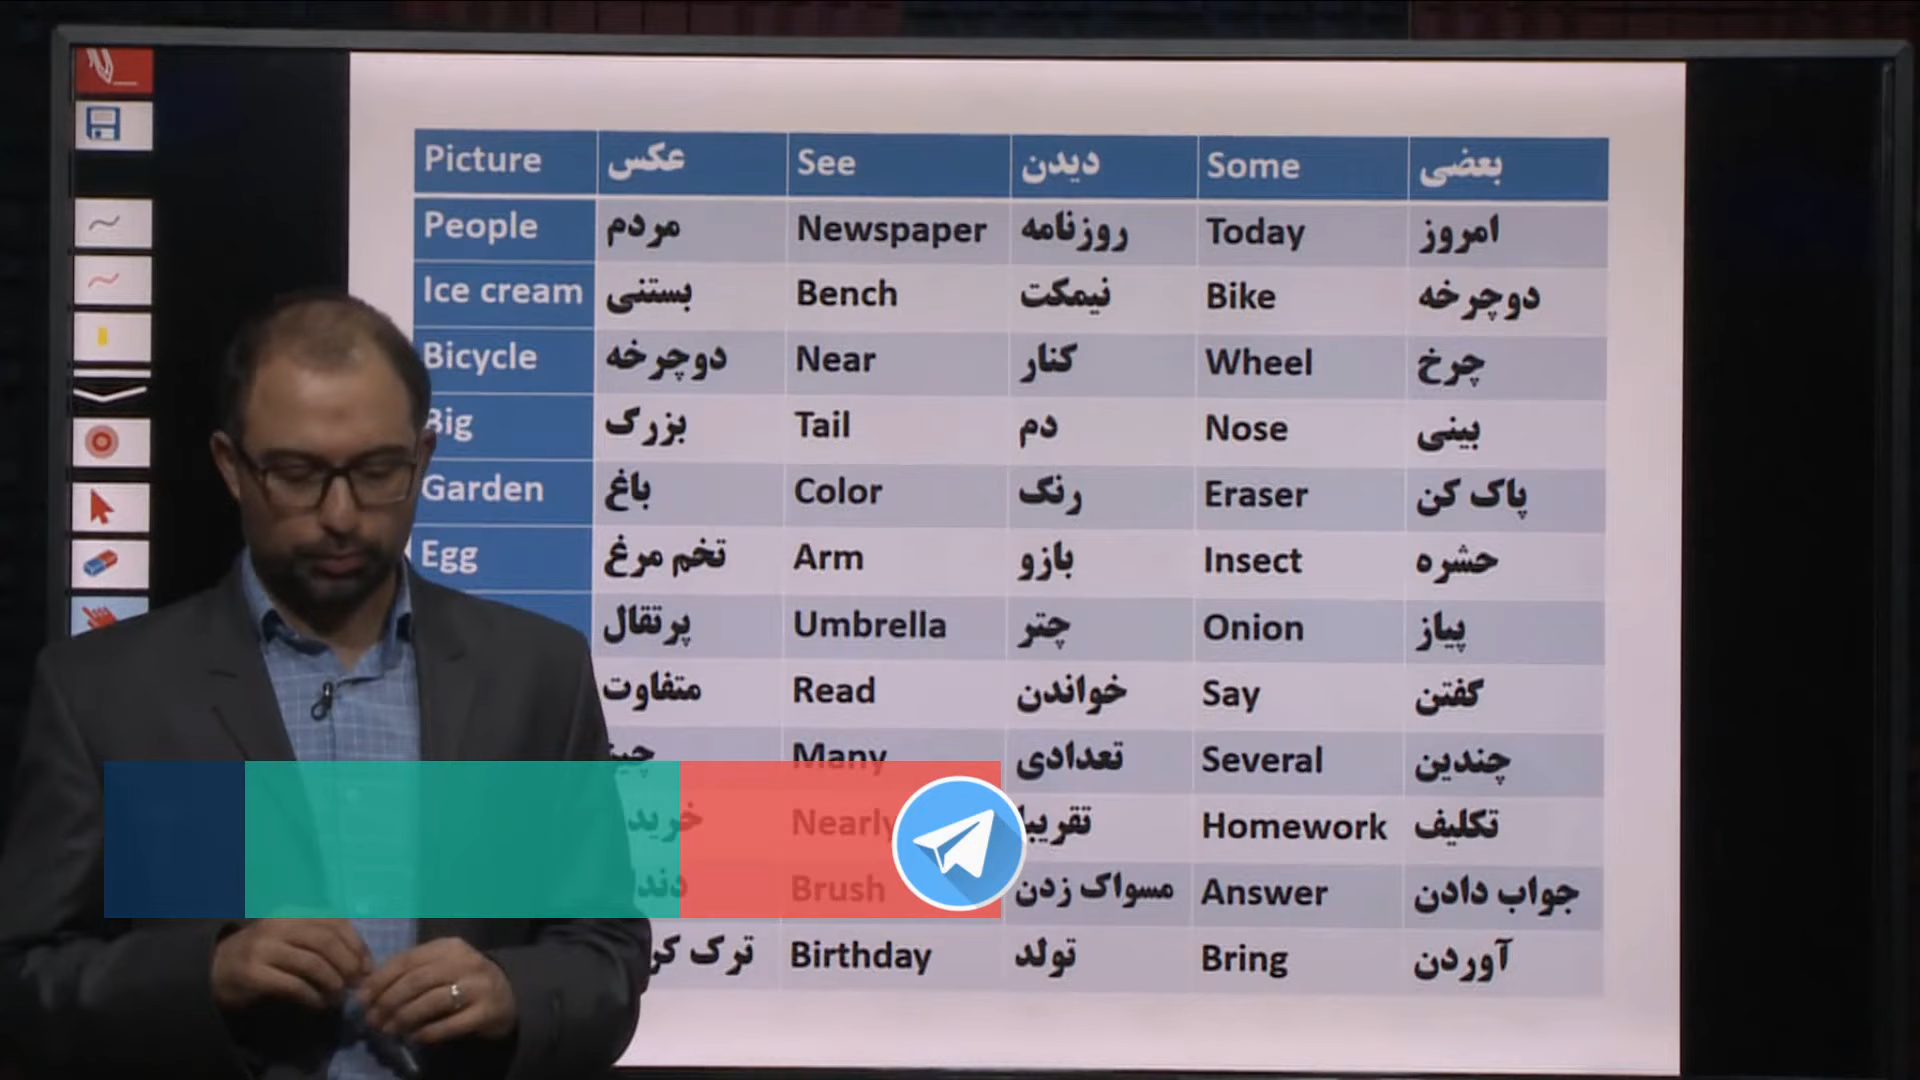 Picture عکس See دیدن Some بعضی
People مردم Newspaper روزنامه Today امروز
Ice cream بستنی Bench نیمکت Bike دوچرخه
Bicycle دوچرخه Near کنار Wheel چرخ
Big بزرگ Tail دم Nose بینی
Garden باغ Color رنگ Eraser پاک کن
Egg تخم مرغ Arm بازو Insect حشره
پرتقال Umbrella چتر Onion پیاز
متفاوت Read خواندن Say گفتن
Many تعدادی Several چندین
Nearly تقریبا Homework تکلیف
Brush مسواک زدن Answer جواب دادن
ترک Birthday تولد Bring آوردن